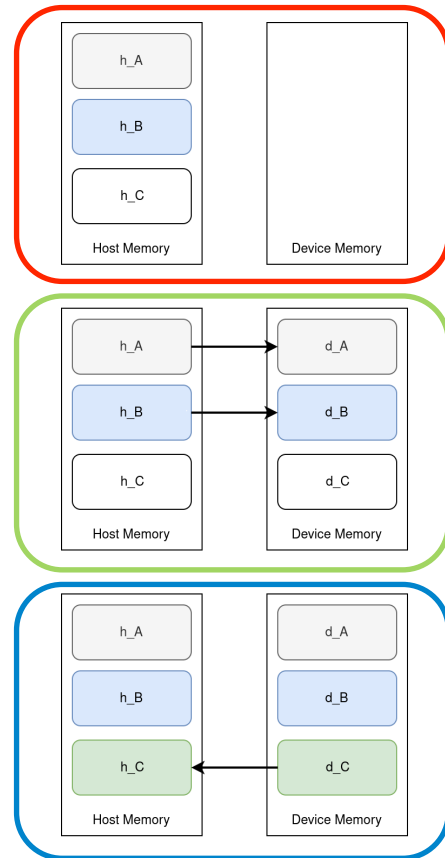 h_A
h_B
h_C
Host Memory
Device Memory
h_A
d_A
h_B
d_B
h_C
d_C
Host Memory
Device Memory
h_A
d_A
h_B
d_B
h_C
d_C
Host Memory
Device Memory